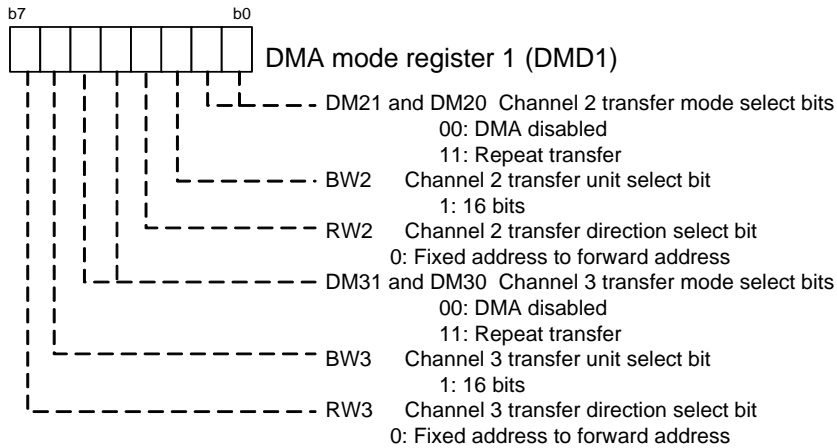 b7 b0
DMA mode register 1 (DMD1)
DM21 and DM20 Channel 2 transfer mode select bits
00: DMA disabled
11: Repeat transfer
BW2 Channel 2 transfer unit select bit
1: 16 bits
RW2 Channel 2 transfer direction select bit
0: Fixed address to forward address
DM31 and DM30 Channel 3 transfer mode select bits
00: DMA disabled
11: Repeat transfer
BW3 Channel 3 transfer unit select bit
1: 16 bits
RW3 Channel 3 transfer direction select bit
0: Fixed address to forward address